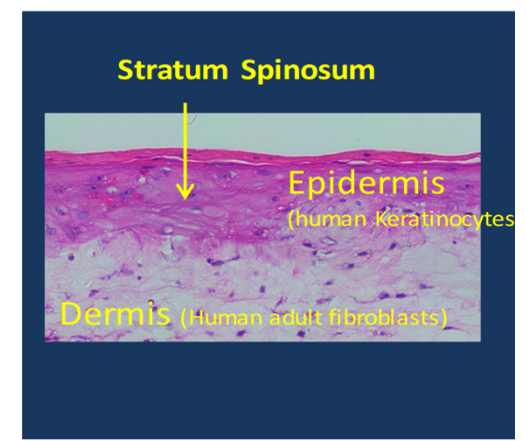 Stratum Spinosum
Epidermis
(human Keratinocytes
Dermis (Human adult fibroblasts)